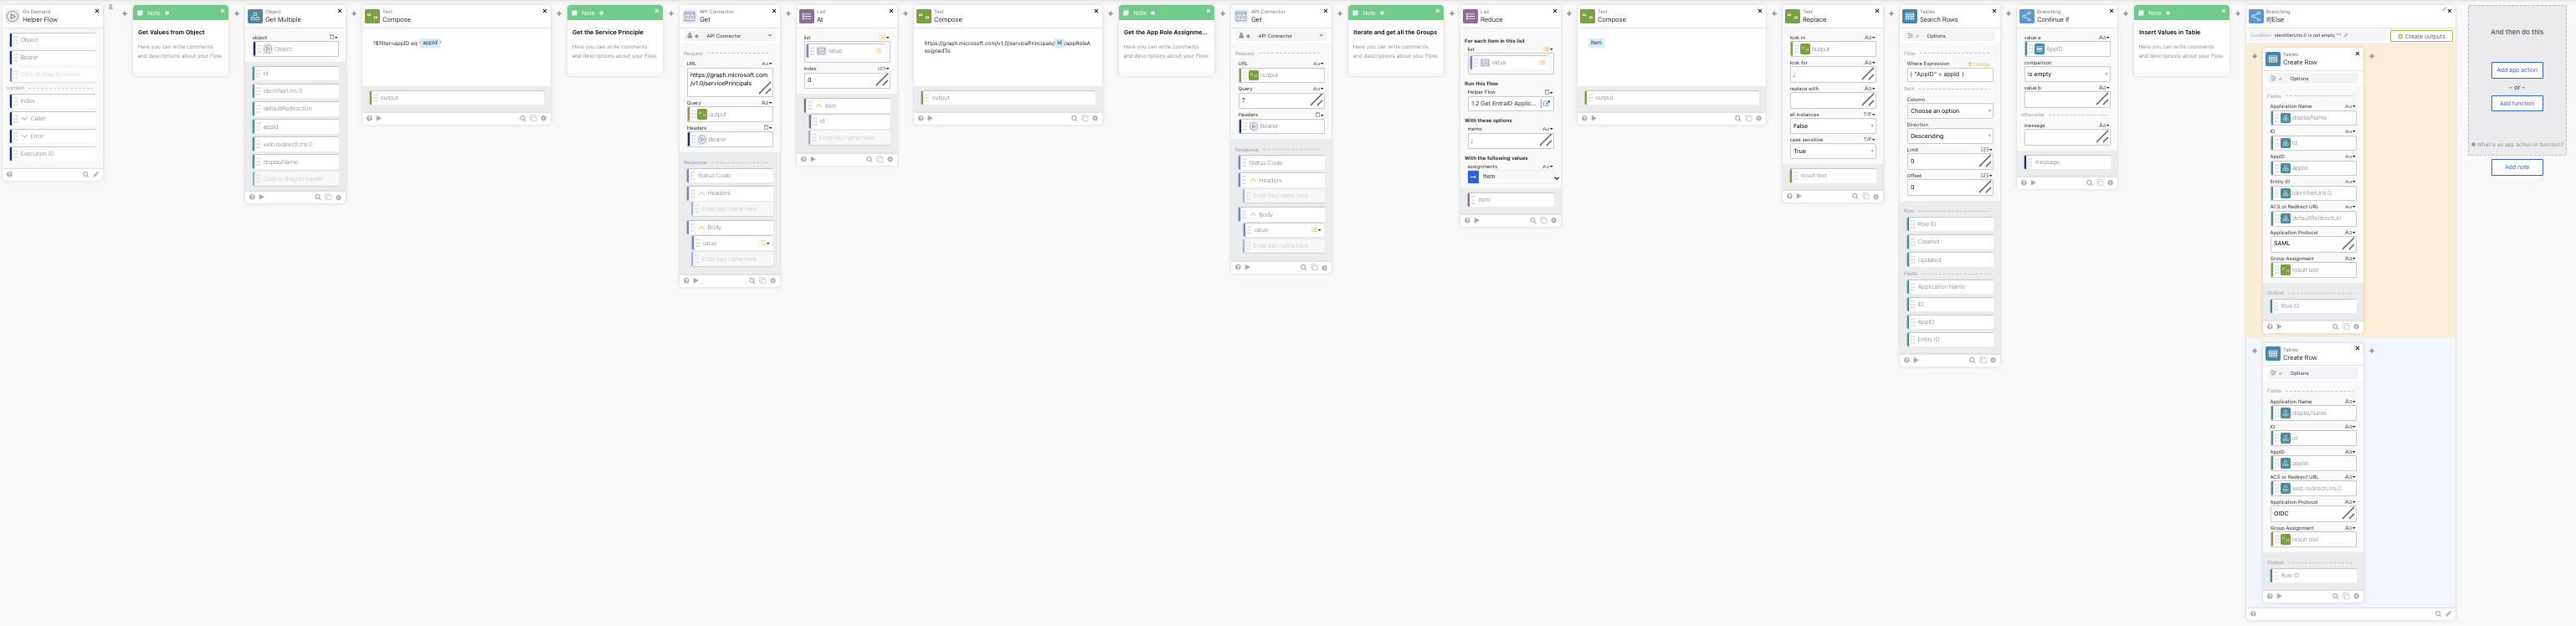 On Demand
Helper Flow
Object
Bearer
Click or drag to create
context
Index
Caller
Error
Execution ID
Note
Get Values from Object
Here you can write comments
and descriptions about your Flow.
Object
Get Multiple
object
Object
id
identifierUris.0
defaultRedirectUri
appId
web.redirectUris.0
displayName
Click or drag to create
Text
Compose
?$filter=appID eq ' appId '
output
Note
Get the Service Principle
Here you can write comments
and descriptions about your Flow.
API Connector
Get
API Connector
Request
URL
https://graph.microsoft.com
/v1.0/servicePrincipals
Query
output
Headers
Bearer
Response
Status Code
Headers
Enter key name here
Body
value
Enter key name here
List
At
list
value
index
0
item
id
Enter key name here
Text
Compose
https://graph.microsoft.com/v1.0/servicePrincipals/ id /appRoleA
ssignedTo
output
Note
Get the App Role Assignme...
Here you can write comments
and descriptions about your Flow.
API Connector
Get
API Connector
Request
URL
output
Query
?
Headers
Bearer
Response
Status Code
Headers
Enter key name here
Body
value
Enter key name here
Note
Iterate and get all the Groups
Here you can write comments
and descriptions about your Flow.
List
Reduce
For each item in this list
list
value
Run this Flow
Helper Flow
1.2 Get EntraID Applic...
With these options
memo
;
With the following values
assignments
Item
item
Text
Compose
item
output
Text
Replace
look in
output
look for
;
replace with
all instances
False
case sensitive
True
result text
Tables
Search Rows
Options
Filter
Where Expression
Change
( "AppID" = appId )
Sort
Column
Choose an option
Direction
Descending
Limit
0
Offset
0
Row
Row ID
Created
Updated
Fields
Application Name
ID
AppID
Entity ID
Branching
Continue If
value a
AppID
comparison
is empty
value b
otherwise
message
message
Note
Insert Values in Table
Here you can write comments
and descriptions about your Flow.
Branching
If/Else
Condition: identifierUris.0 is not empty ""
Create outputs
Tables
Create Row
Options
Fields
Application Name
displayName
ID
id
AppID
appId
Entity ID
identifierUris.0
ACS or Redirect URL
defaultRedirectUri
Application Protocol
SAML
Group Assignment
result text
Output
Row ID
Tables
Create Row
Options
Fields
Application Name
displayName
ID
id
AppID
appId
ACS or Redirect URL
web.redirectUris.0
Application Protocol
OIDC
Group Assignment
result text
Output
Row ID
And then do this
Add app action
- or -
Add function
What is an app action or function?
Add note